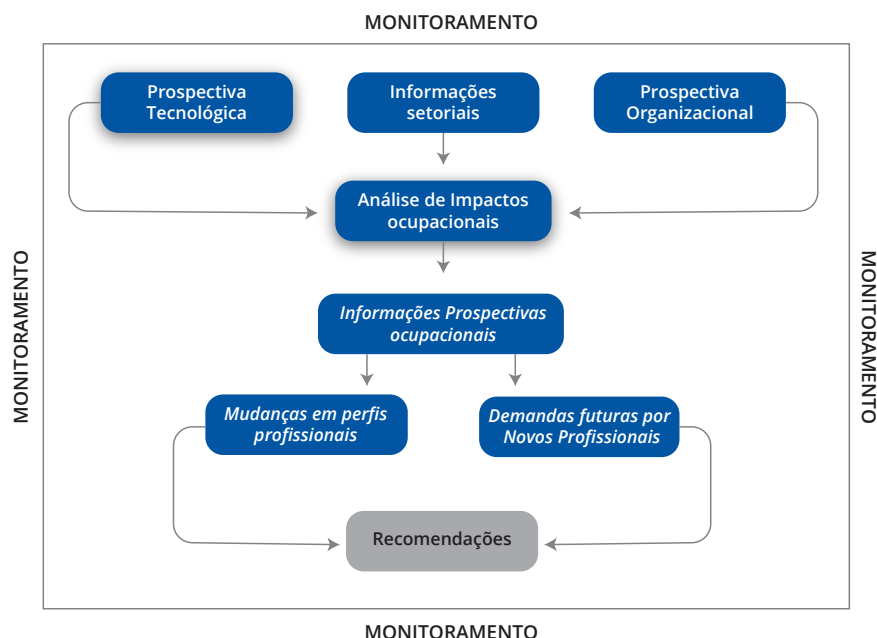 MONITORAMENTO
Prospectiva
Tecnológica
Informações
setoriais
Prospectiva
Organizacional
Análise de Impactos
ocupacionais
MONITORAMENTO
MONITORAMENTO
Informações Prospectivas
ocupacionais
Mudanças em perfis
profissionais
Demandas futuras por
Novos Profissionais
Recomendações
MONITORAMENTO